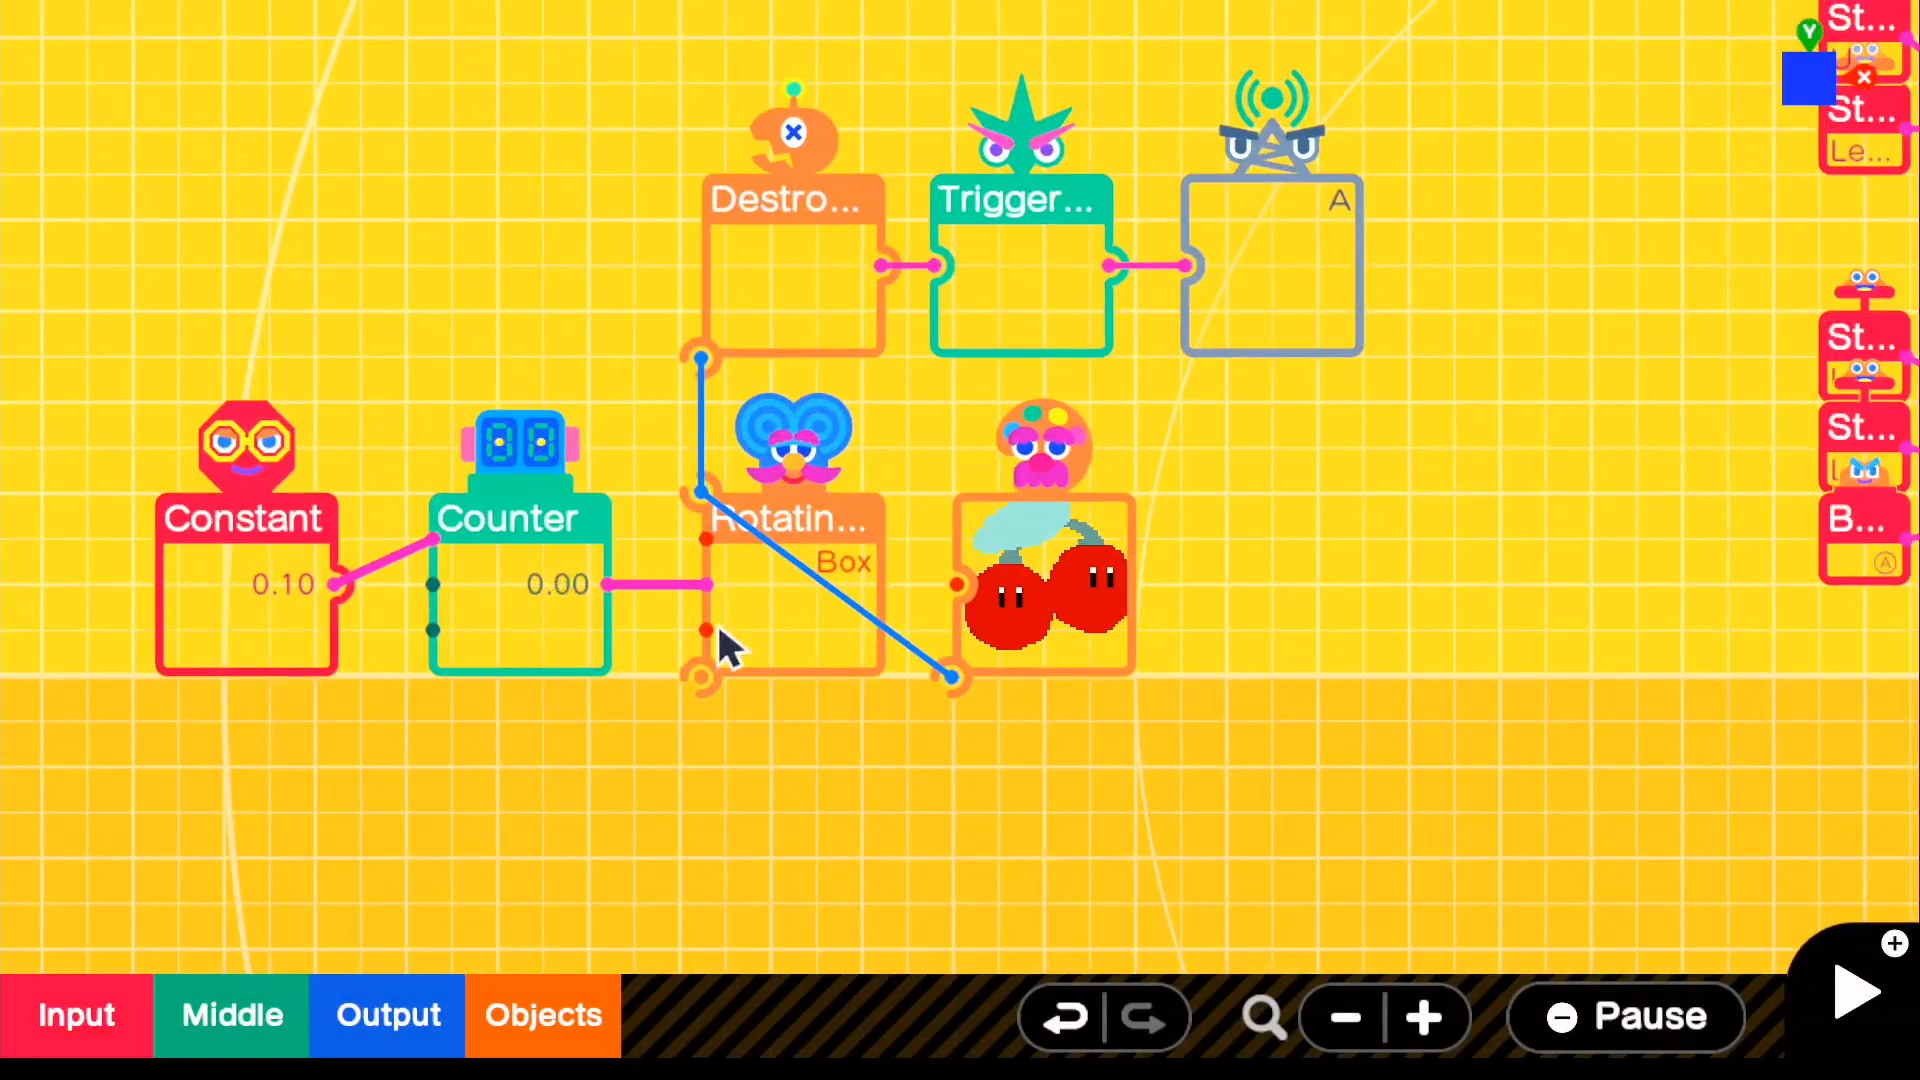 St...
Y
St...
Le...
Destro...
Trigger...
A
St...
Constant
Counter
Rotatin...
St...
0.10
0.00
Box
B...
A
Input
Middle
Output
Objects
Pause